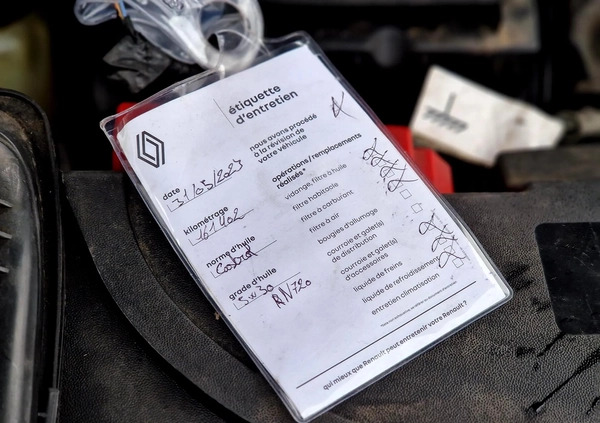 étiquette
d'entretien
nous avons procédé
à la révision de
votre véhicule
date
31/05/2023
kilométrage
161402
norme d'huile
Castrol
grade d'huile
5w30
RN720
opérations / remplacements
réalisés*
vidange, filtre à huile
filtre habitacle
filtre à carburant
filtre à air
bougies d'allumage
courroie et galet(s)
de distribution
courroie et galet(s)
d'accessoires
liquide de freins
liquide de refroidissement
entretien climatisation
qui mieux que Renault peut entretenir votre Renault ?